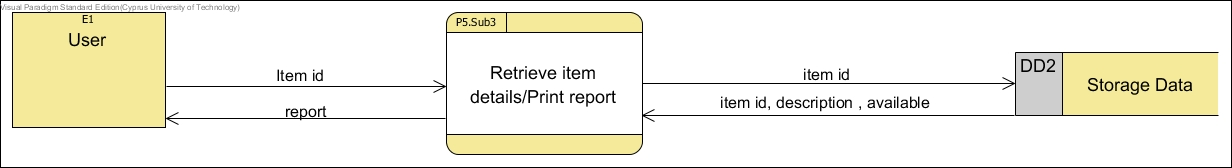 Visual Paradigm Standard Edition(Cyprus University of Technology)
E1
User
Item id
report
P5.Sub3
Retrieve item
details/Print report
item id
item id, description , available
DD2
Storage Data